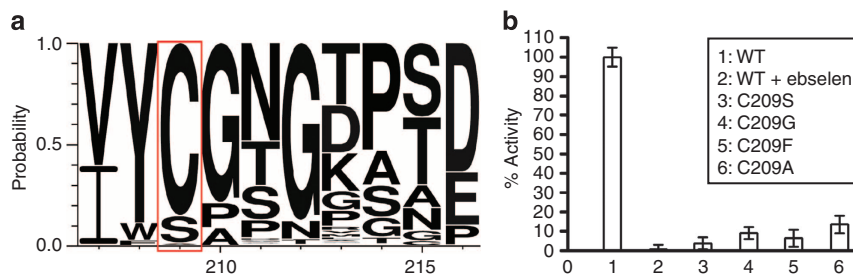 a
b
Probability
1.0
0.5
0.0
V Y C G N G T P S D
I W S P T N D A T E
A S K S A P
P G G N
P T G
210 215
% Activity
110
100
90
80
70
60
50
40
30
20
10
0
0 1 2 3 4 5 6
1: WT
2: WT + ebselen
3: C209S
4: C209G
5: C209F
6: C209A